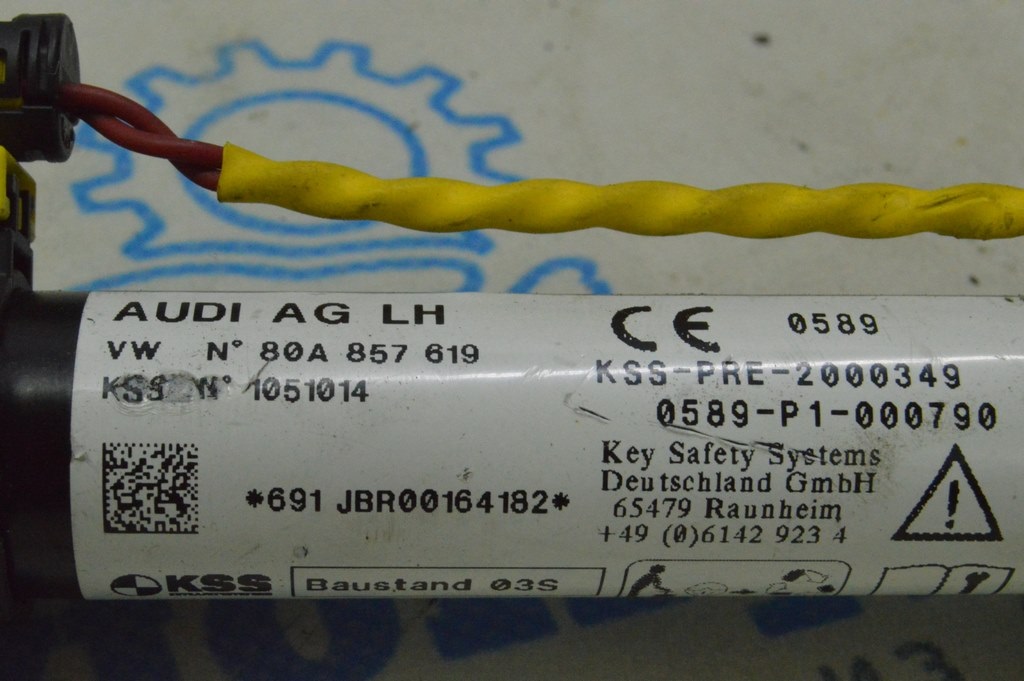 AUDI AG LH
VW N° 80A 857 619
KSS N° 1051014
*691 JBR00164182*
KSS
Baustand 03S
CE 0589
KSS-PRE-2000349
0589-P1-000790
Key Safety Systems
Deutschland GmbH
65479 Raunheim
+49 (0)6142 923 4